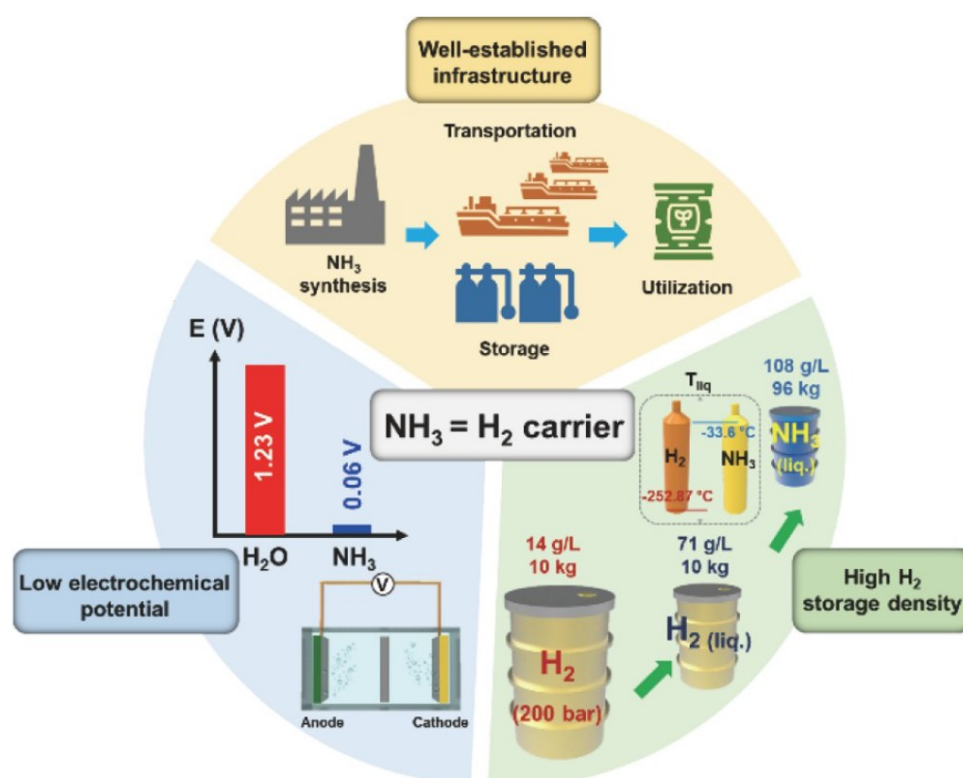 Well-established
infrastructure
Transportation
NH₃
synthesis
Utilization
Storage
E (V)
1.23 V
0.06 V
H₂O
NH₃
Low electrochemical
potential
V
Anode
Cathode
NH₃ = H₂ carrier
T_liq
H₂
-252.87 °C
-33.6 °C
NH₃
108 g/L
96 kg
NH₃
(liq.)
14 g/L
10 kg
H₂
(200 bar)
71 g/L
10 kg
H₂ (liq.)
High H₂
storage density